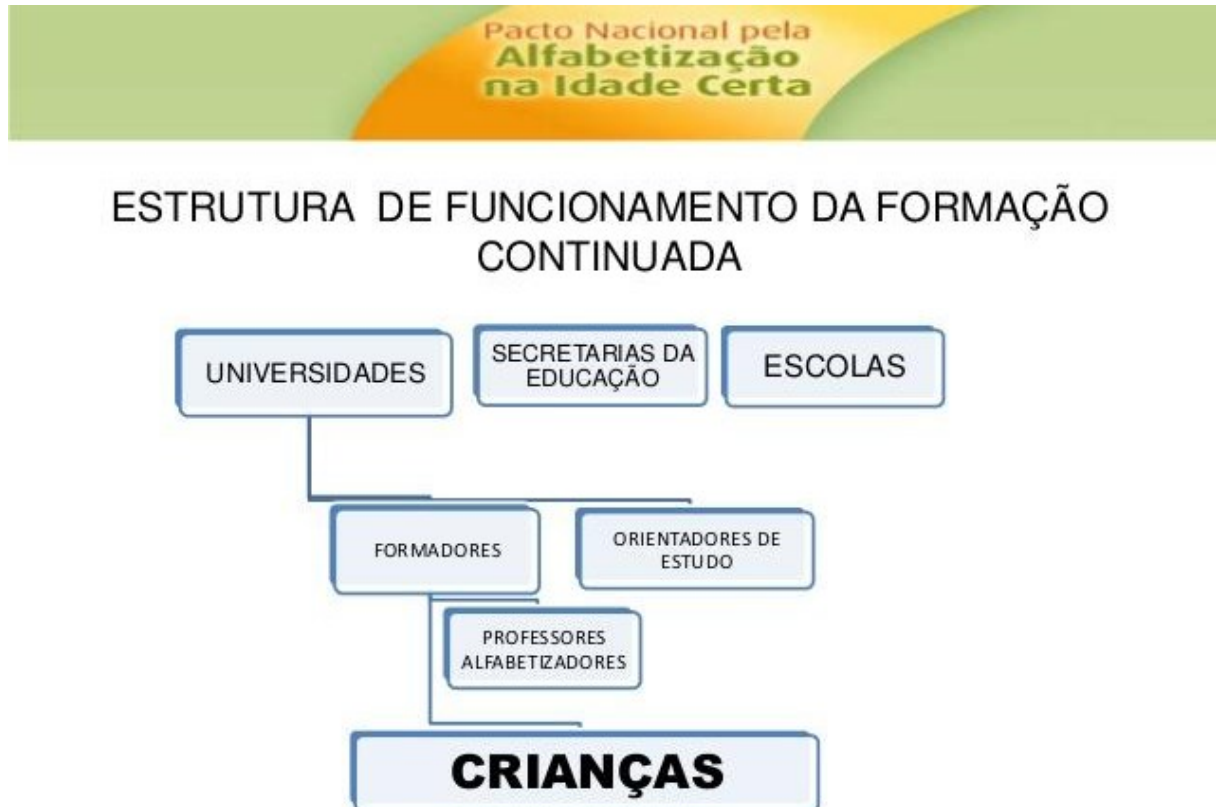 Pacto Nacional pela
Alfabetização
na Idade Certa
ESTRUTURA DE FUNCIONAMENTO DA FORMAÇÃO
CONTINUADA
UNIVERSIDADES
SECRETARIAS DA
EDUCAÇÃO
ESCOLAS
FORMADORES
ORIENTADORES DE
ESTUDO
PROFESSORES
ALFABETIZADORES
CRIANÇAS